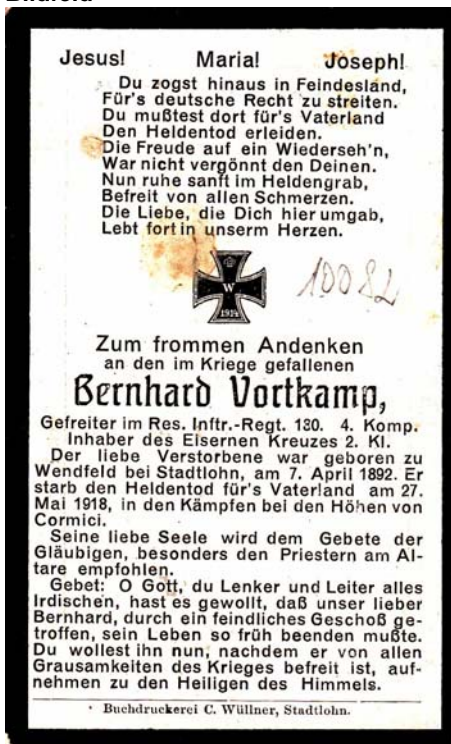 Jesus! Maria! Joseph!
Du zogst hinaus in Feindesland,
Für's deutsche Recht zu streiten.
Du mußtest dort für's Vaterland
Den Heldentod erleiden.
Die Freude auf ein Wiederseh'n,
War nicht vergönnt den Deinen.
Nun ruhe sanft im Heldengrab,
Befreit von allen Schmerzen.
Die Liebe, die Dich hier umgab,
Lebt fort in unserm Herzen.
W
1914
10082
Zum frommen Andenken
an den im Kriege gefallenen
Bernhard Vortkamp,
Gefreiter im Res. Inftr.-Regt. 130. 4. Komp.
Inhaber des Eisernen Kreuzes 2. Kl.
Der liebe Verstorbene war geboren zu
Wendfeld bei Stadtlohn, am 7. April 1892. Er
starb den Heldentod für's Vaterland am 27.
Mai 1918, in den Kämpfen bei den Höhen von
Cormici.
Seine liebe Seele wird dem Gebete der
Gläubigen, besonders den Priestern am Al-
tare empfohlen.
Gebet: O Gott, du Lenker und Leiter alles
Irdischen, hast es gewollt, daß unser lieber
Bernhard, durch ein feindliches Geschoß ge-
troffen, sein Leben so früh beenden mußte.
Du wollest ihn nun, nachdem er von allen
Grausamkeiten des Krieges befreit ist, auf-
nehmen zu den Heiligen des Himmels.
Buchdruckerei C. Wüllner, Stadtlohn.